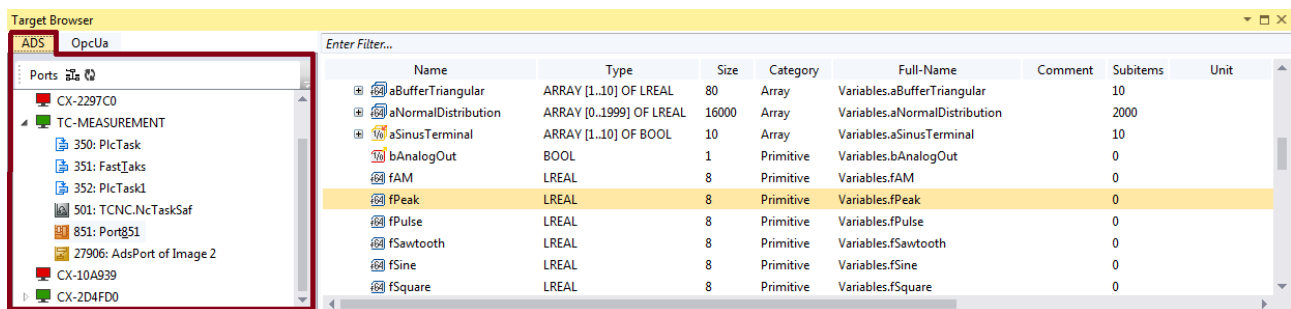 Target Browser
ADS OpcUa
Enter Filter...
Ports
CX-2297C0
TC-MEASUREMENT
350: PlcTask
351: FastTaks
352: PlcTask1
501: TCNC.NcTaskSaf
851: Port851
27906: AdsPort of Image 2
CX-10A939
CX-2D4FD0
Name Type Size Category Full-Name Comment Subitems Unit
aBufferTriangular ARRAY [1..10] OF LREAL 80 Array Variables.aBufferTriangular 10
aNormalDistribution ARRAY [0..1999] OF LREAL 16000 Array Variables.aNormalDistribution 2000
aSinusTerminal ARRAY [1..10] OF BOOL 10 Array Variables.aSinusTerminal 10
bAnalogOut BOOL 1 Primitive Variables.bAnalogOut 0
fAM LREAL 8 Primitive Variables.fAM 0
fPeak LREAL 8 Primitive Variables.fPeak 0
fPulse LREAL 8 Primitive Variables.fPulse 0
fSawtooth LREAL 8 Primitive Variables.fSawtooth 0
fSine LREAL 8 Primitive Variables.fSine 0
fSquare LREAL 8 Primitive Variables.fSquare 0